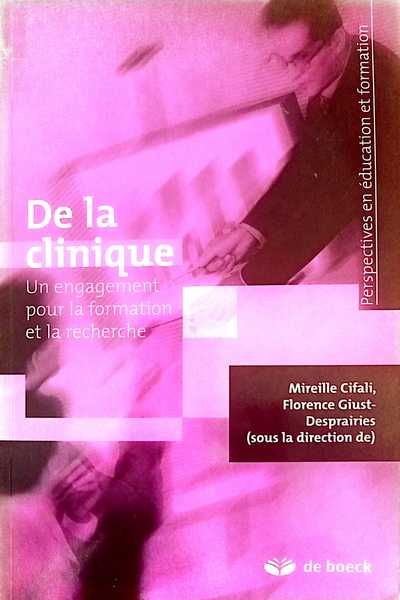 Perspectives en éducation et formation
De la
clinique
Un engagement
pour la formation
et la recherche
Mireille Cifali,
Florence Giust-
Desprairies
(sous la direction de)
de boeck